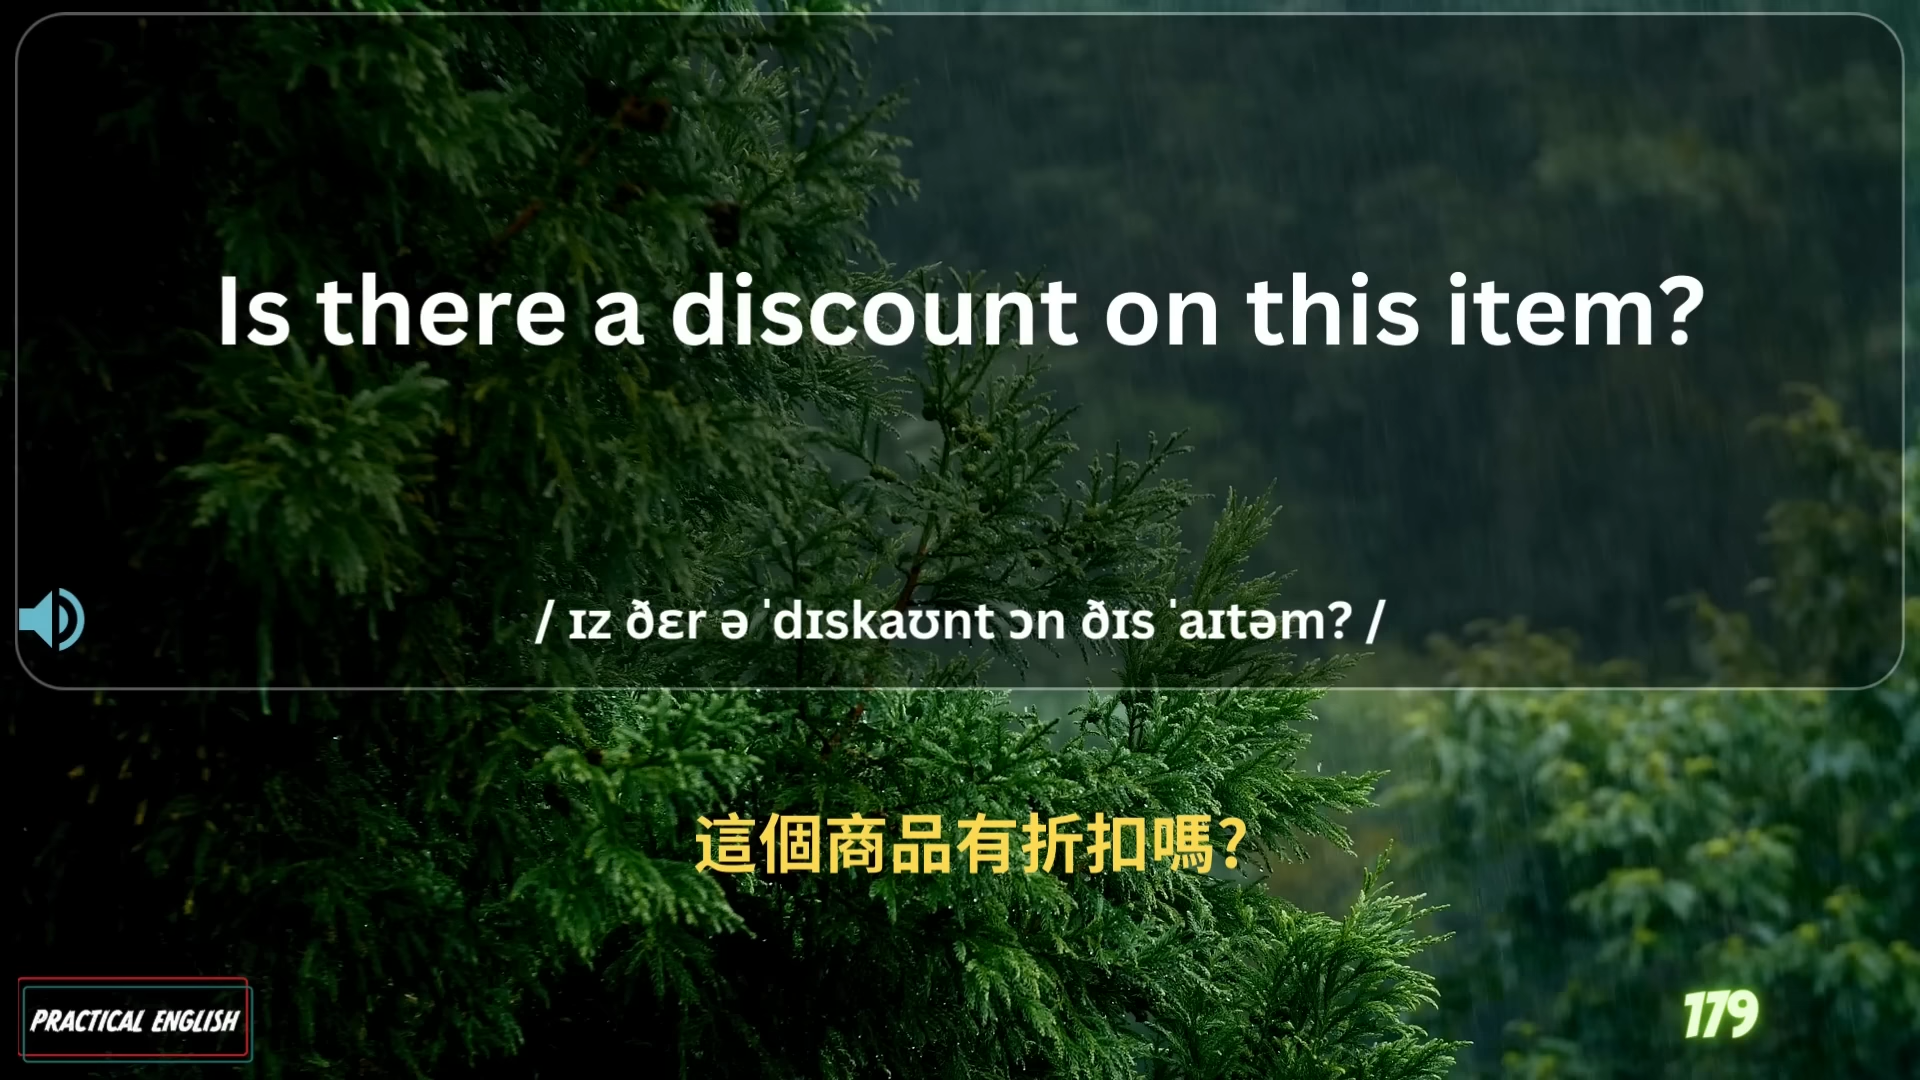 Is there a discount on this item?
/ ɪz ðɛr ə ˈdɪskaʊnt ɔn ðɪs ˈaɪtəm? /
這個商品有折扣嗎?
PRACTICAL ENGLISH
179